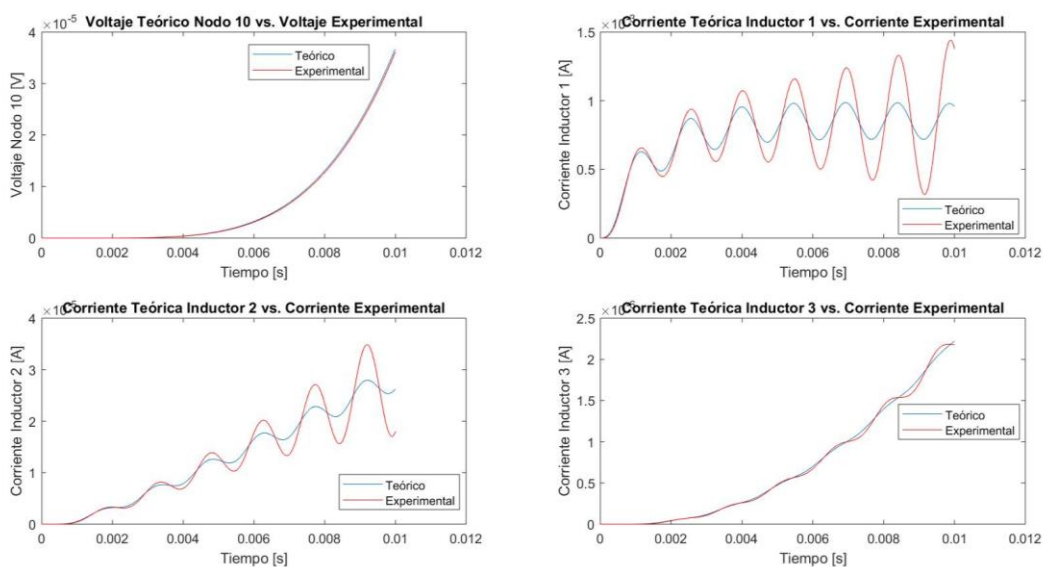 Voltaje Teórico Nodo 10 vs. Voltaje Experimental
×10⁻⁵
4
3
2
1
0
Voltaje Nodo 10 [V]
Teórico
Experimental
0 0.002 0.004 0.006 0.008 0.01 0.012
Tiempo [s]
Corriente Teórica Inductor 1 vs. Corriente Experimental
1.5
1
0.5
0
Corriente Inductor 1 [A]
Teórico
Experimental
0 0.002 0.004 0.006 0.008 0.01 0.012
Tiempo [s]
Corriente Teórica Inductor 2 vs. Corriente Experimental
4
3
2
1
0
Corriente Inductor 2 [A]
Teórico
Experimental
0 0.002 0.004 0.006 0.008 0.01 0.012
Tiempo [s]
Corriente Teórica Inductor 3 vs. Corriente Experimental
2.5
2
1.5
1
0.5
0
Corriente Inductor 3 [A]
Teórico
Experimental
0 0.002 0.004 0.006 0.008 0.01 0.012
Tiempo [s]